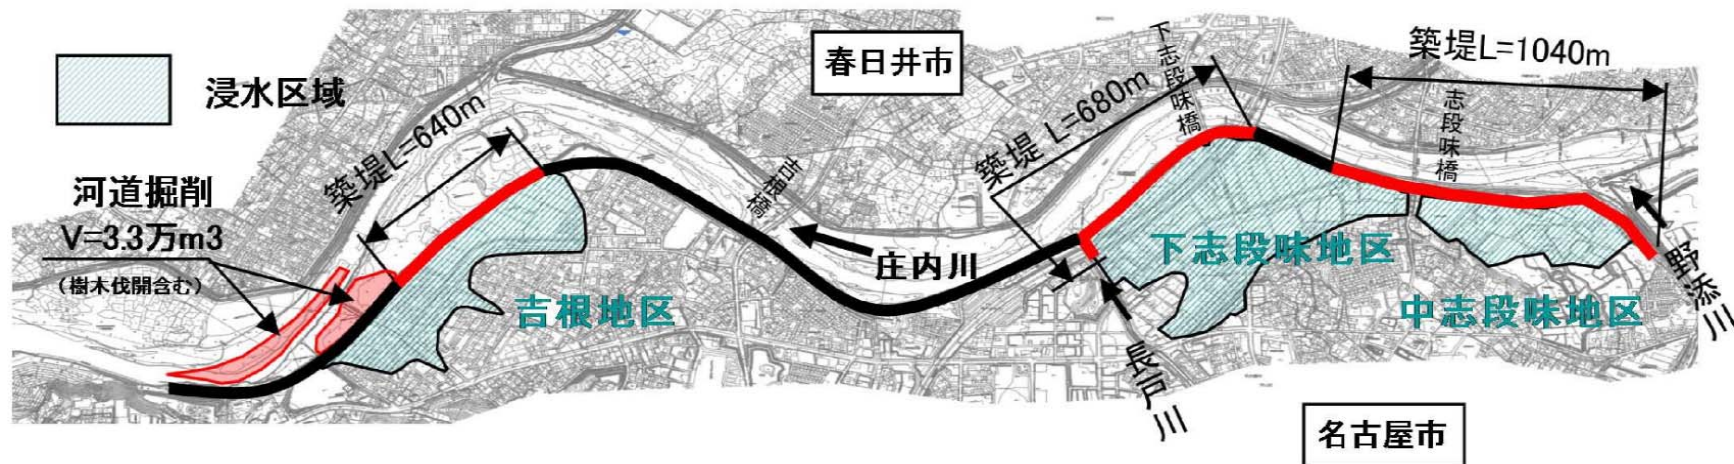 浸水区域
河道掘削
V=3.3万m3
（樹木伐開含む）
築堤L=640m
吉根地区
春日井市
吉根橋
庄内川
築堤 L=680m
下志段味橋
下志段味地区
長戸川
築堤L=1040m
志段味橋
中志段味地区
野添川
名古屋市